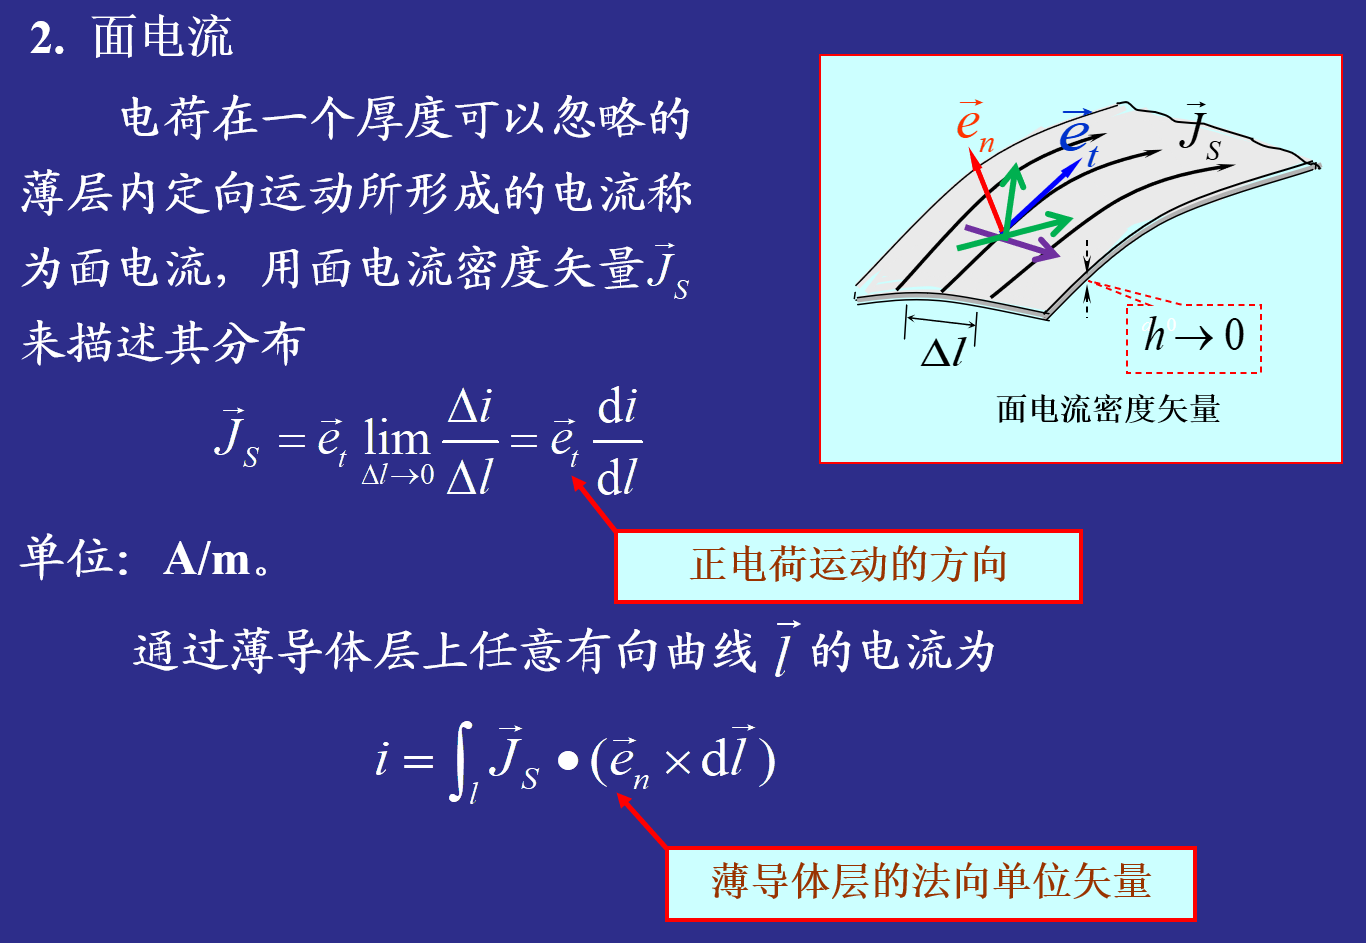 2. 面电流
电荷在一个厚度可以忽略的
薄层内定向运动所形成的电流称
为面电流，用面电流密度矢量 $\vec{J}_S$
来描述其分布
$\vec{J}_S = \vec{e}_t \lim_{\Delta l \to 0} \frac{\Delta i}{\Delta l} = \vec{e}_t \frac{\mathrm{d}i}{\mathrm{d}l}$
$\vec{e}_n$
$\vec{e}_t$
$\vec{J}_S$
$\Delta l$
$h \to 0$
面电流密度矢量
正电荷运动的方向
单位：A/m。
通过薄导体层上任意有向曲线 $\vec{l}$ 的电流为
$i = \int_l \vec{J}_S \bullet (\vec{e}_n \times \mathrm{d}\vec{l})$
薄导体层的法向单位矢量